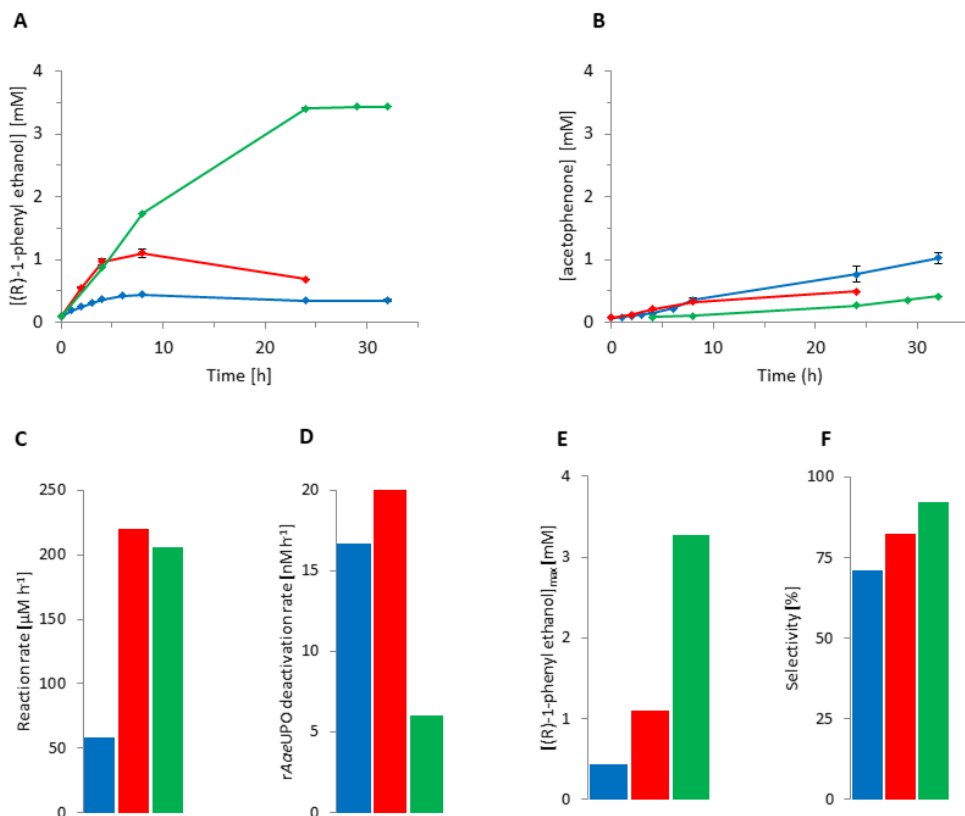 A
[(R)-1-phenyl ethanol] [mM]
4
3
2
1
0
0
10
20
30
Time [h]
B
[acetophenone] [mM]
4
3
2
1
0
0
10
20
30
Time (h)
C
Reaction rate [µM h⁻¹]
250
200
150
100
50
0
D
rAaeUPO deactivation rate [nM h⁻¹]
20
15
10
5
0
E
[(R)-1-phenyl ethanol]max [mM]
4
3
2
1
0
F
Selectivity [%]
100
75
50
25
0